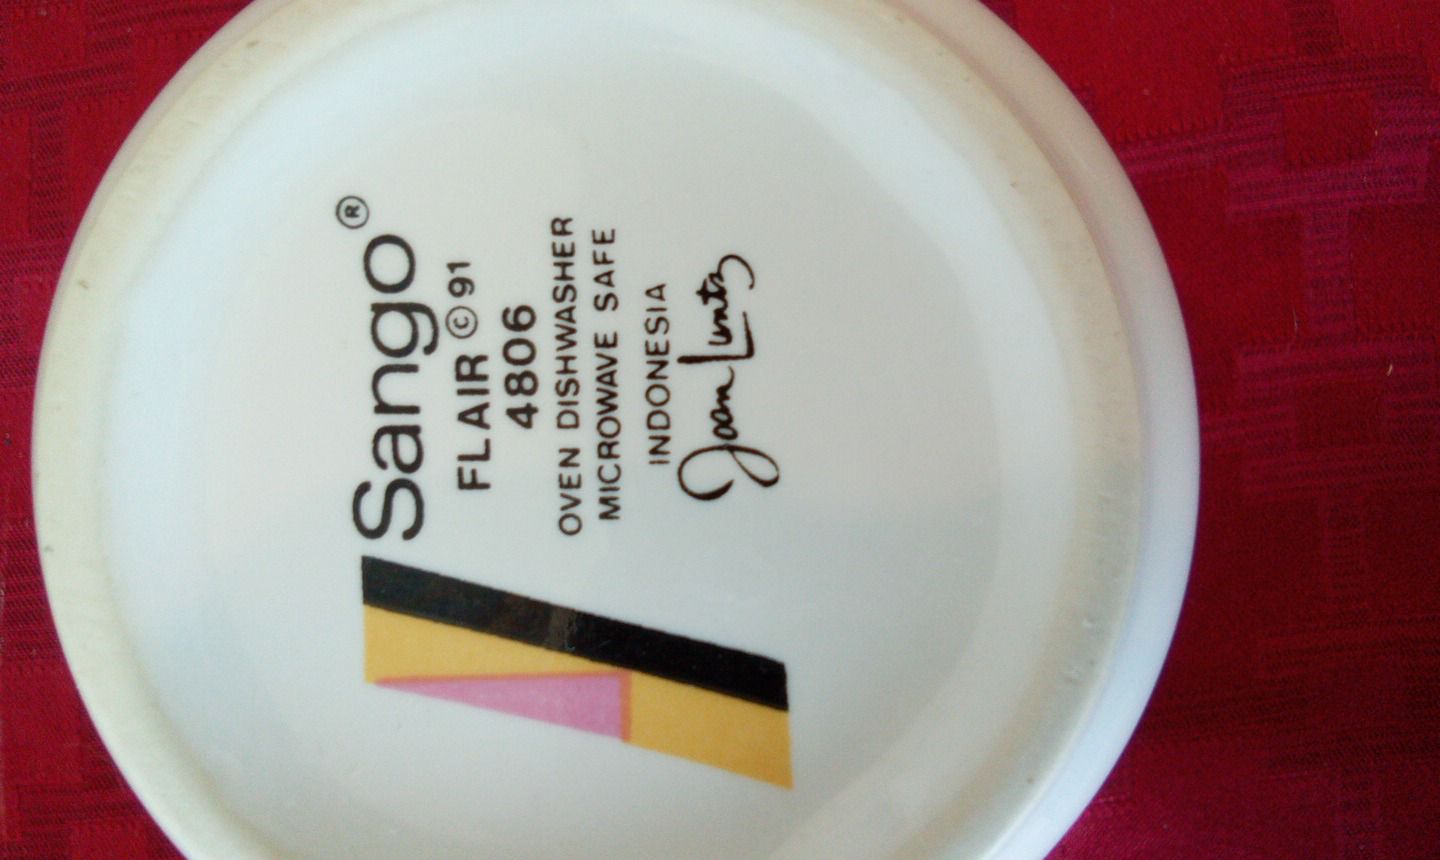 Sango®
FLAIR © 91
4806
OVEN DISHWASHER
MICROWAVE SAFE
INDONESIA
Joan Luntz